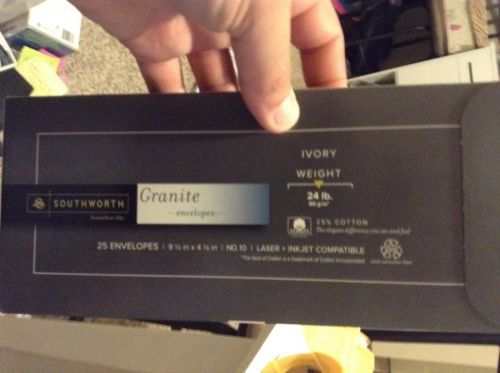 IVORY
WEIGHT
24 lb.
90 g/m²
SOUTHWORTH
Granite
envelopes
25% COTTON
The elegant difference you see and feel
25 ENVELOPES | 9 ½ in x 4 ⅛ in | NO. 10 | LASER + INKJET COMPATIBLE
*The Seal of Cotton is a trademark of Cotton Incorporated